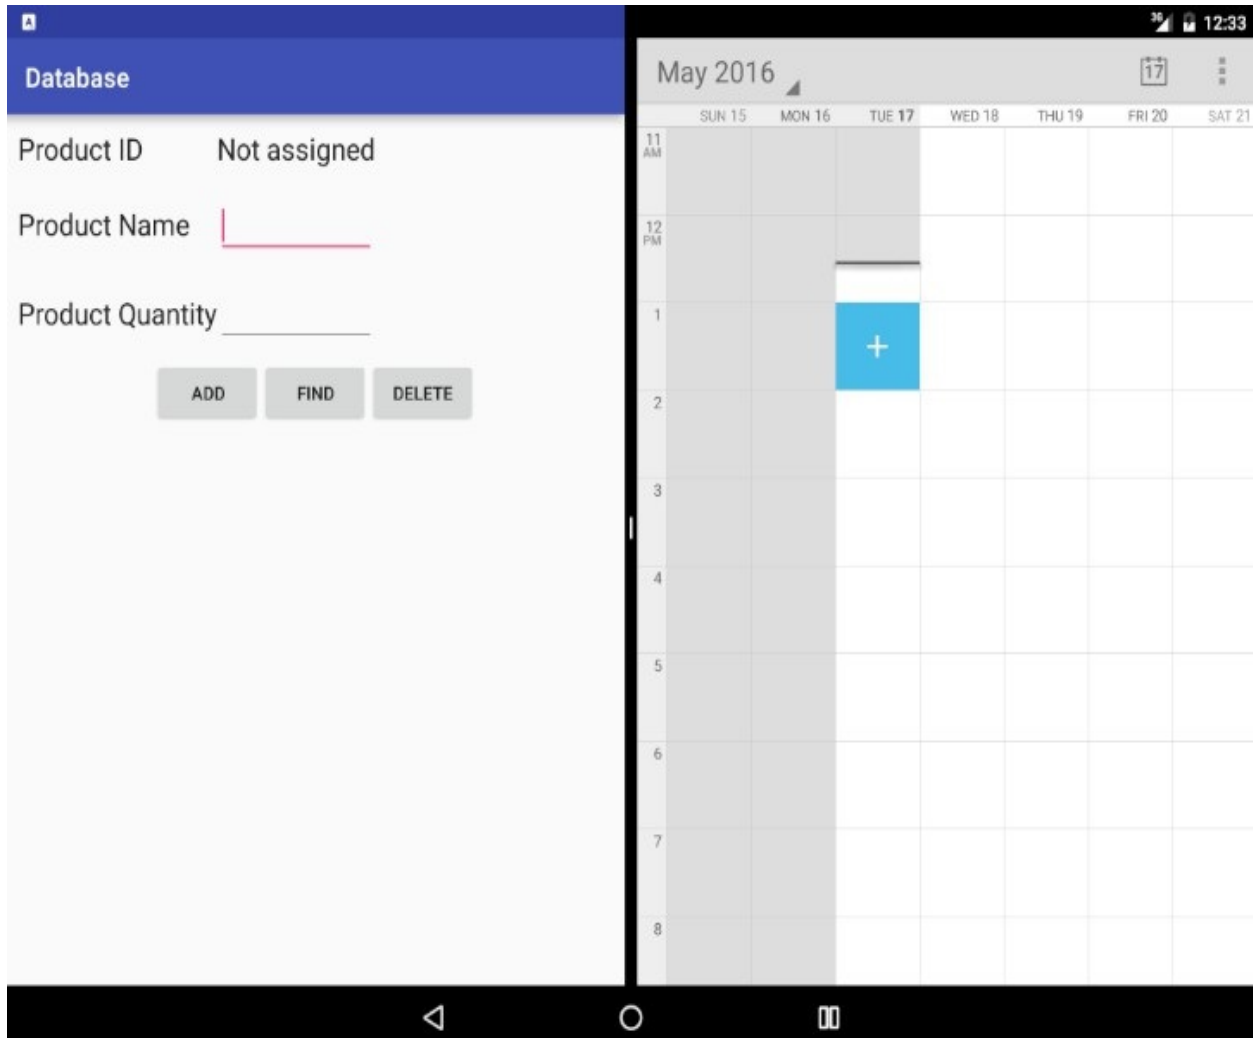 A
3G 12:33
Database
Product ID Not assigned
Product Name
Product Quantity
ADD FIND DELETE
May 2016 17
SUN 15 MON 16 TUE 17 WED 18 THU 19 FRI 20 SAT 21
11
AM
12
PM
1
+
2
3
4
5
6
7
8